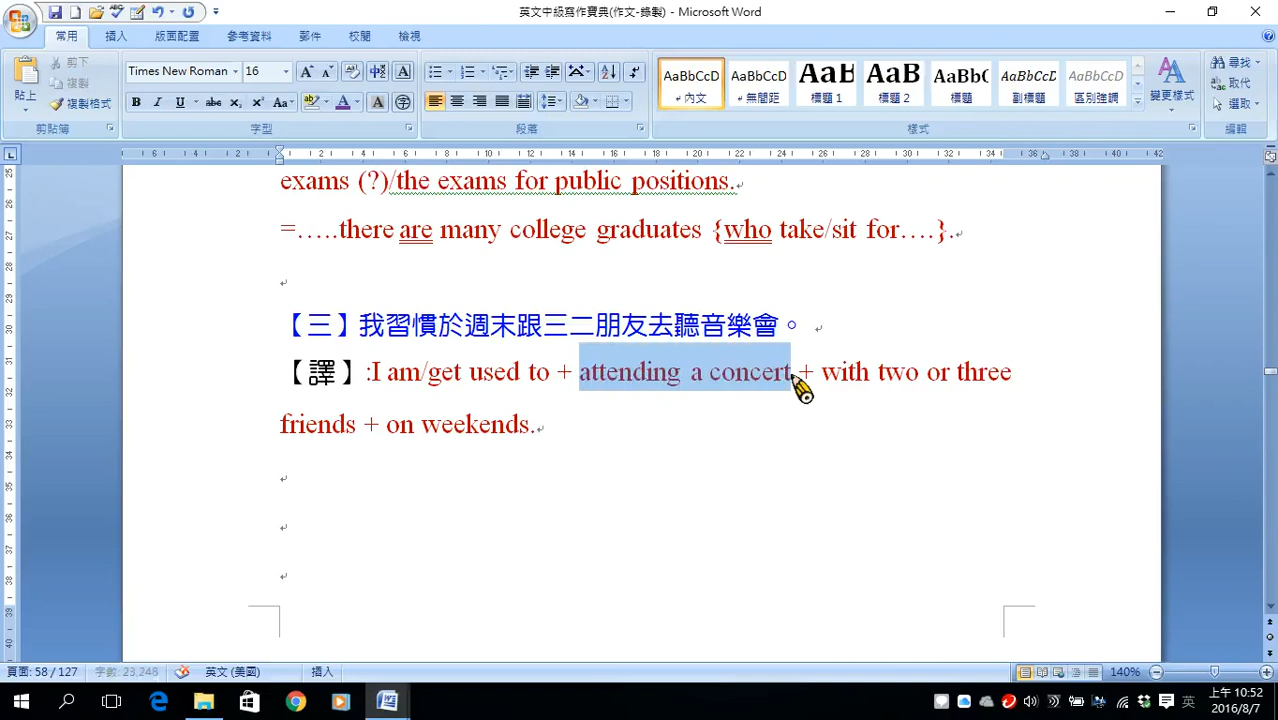 英文中級寫作寶典(作文-錄製) - Microsoft Word
常用 插入 版面配置 參考資料 郵件 校閱 檢視
貼上 剪下 複製 複製格式 剪貼簿
Times New Roman 16 字型
段落
AaBbCcD AaBbCcD AaBb AaB AaBbC AaBbCcD AaBbCcD
內文 無間距 標題 1 標題 2 標題 副標題 區別強調 變更樣式
樣式
尋找 取代 選取 編輯
exams (?)/the exams for public positions.
=…..there are many college graduates {who take/sit for….}.
【三】我習慣於週末跟三二朋友去聽音樂會。
【譯】:I am/get used to + attending a concert + with two or three
friends + on weekends.
頁面: 58 / 127 字數: 23,248 英文 (美國) 插入 140%
英 上午 10:52
2016/8/7